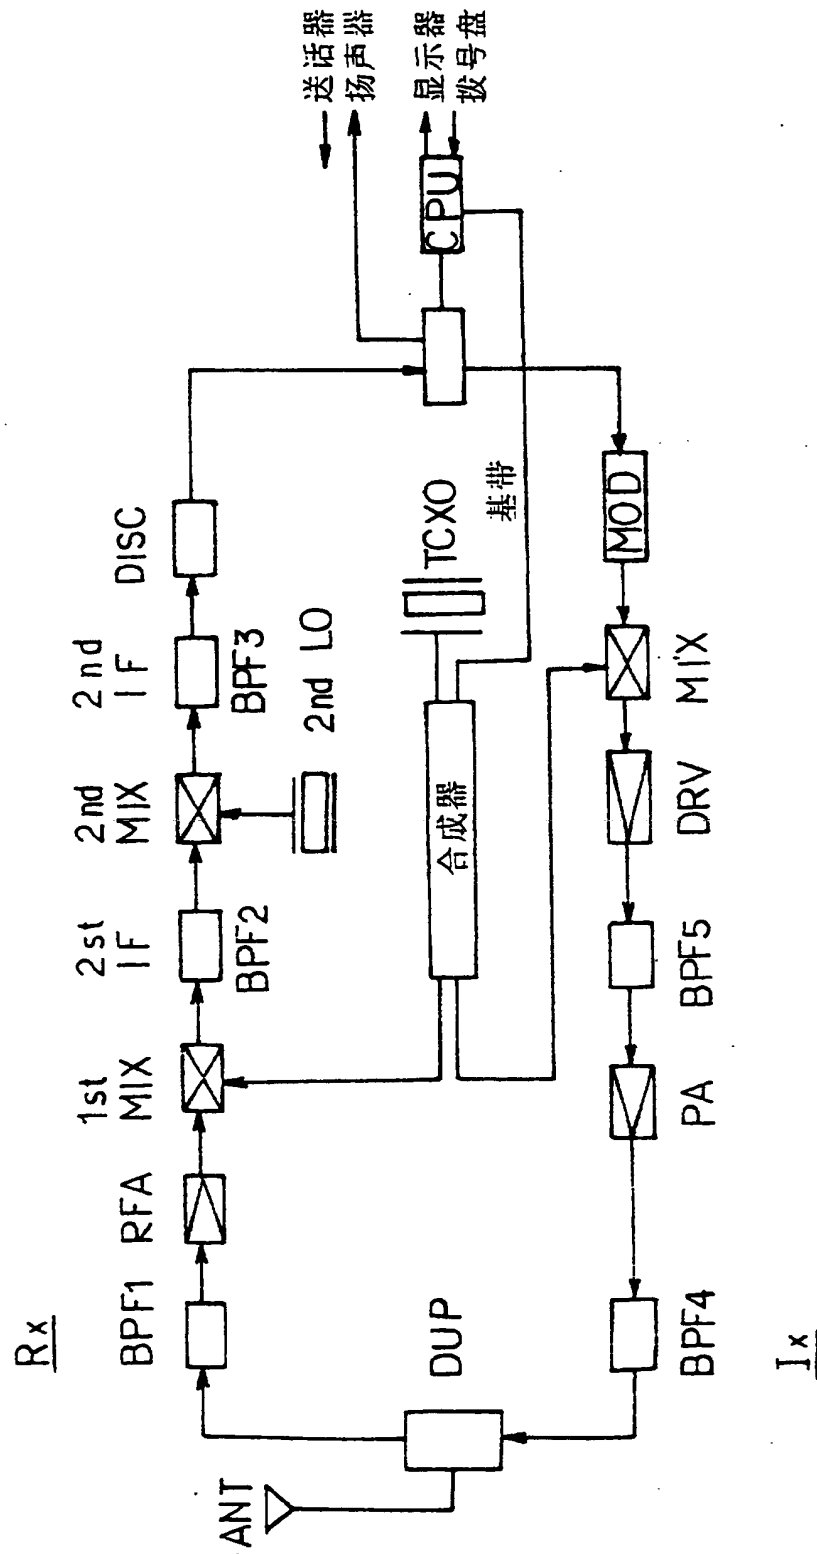 Rx
BPF1
RFA
1st
MIX
2st
IF
BPF2
2nd
MIX
2nd LO
2nd
IF
BPF3
DISC
送话器
扬声器
显示器
拨号盘
CPU
ANT
DUP
合成器
TCXO
基带
BPF4
PA
BPF5
DRV
MIX
MOD
Ix